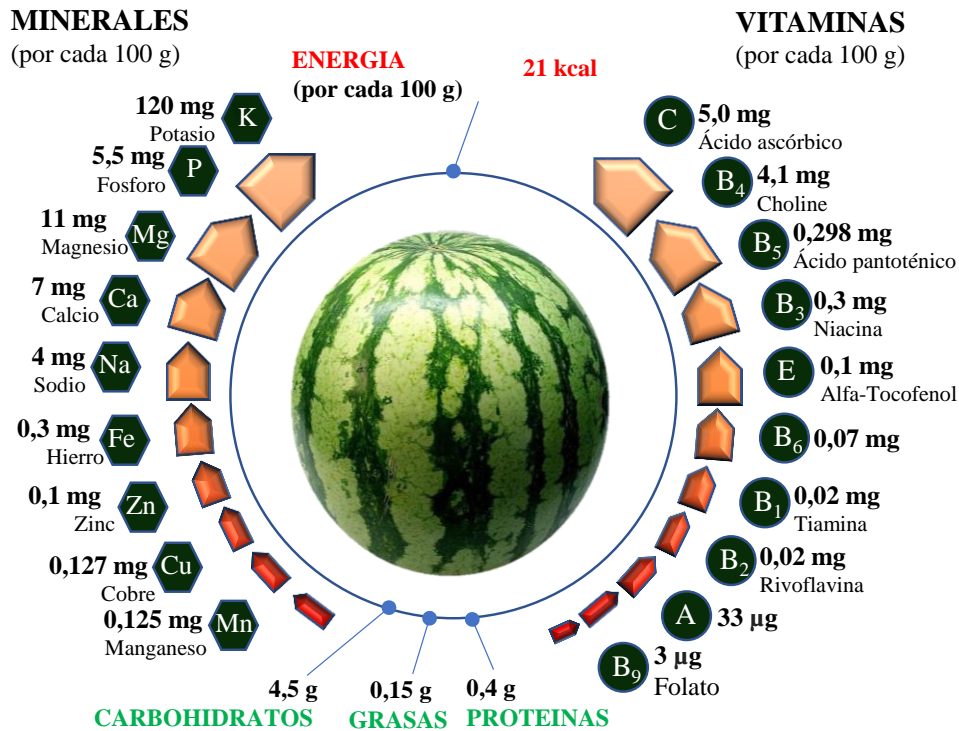 MINERALES
(por cada 100 g)
ENERGIA
(por cada 100 g)
21 kcal
VITAMINAS
(por cada 100 g)
120 mg
Potasio
K
5,5 mg
Fosforo
P
11 mg
Magnesio
Mg
7 mg
Calcio
Ca
4 mg
Sodio
Na
0,3 mg
Hierro
Fe
0,1 mg
Zinc
Zn
0,127 mg
Cobre
Cu
0,125 mg
Manganeso
Mn
C
5,0 mg
Ácido ascórbico
B4
4,1 mg
Choline
B5
0,298 mg
Ácido pantoténico
B3
0,3 mg
Niacina
E
0,1 mg
Alfa-Tocofenol
B6
0,07 mg
B1
0,02 mg
Tiamina
B2
0,02 mg
Rivoflavina
A
33 µg
B9
3 µg
Folato
4,5 g
CARBOHIDRATOS
0,15 g
GRASAS
0,4 g
PROTEINAS